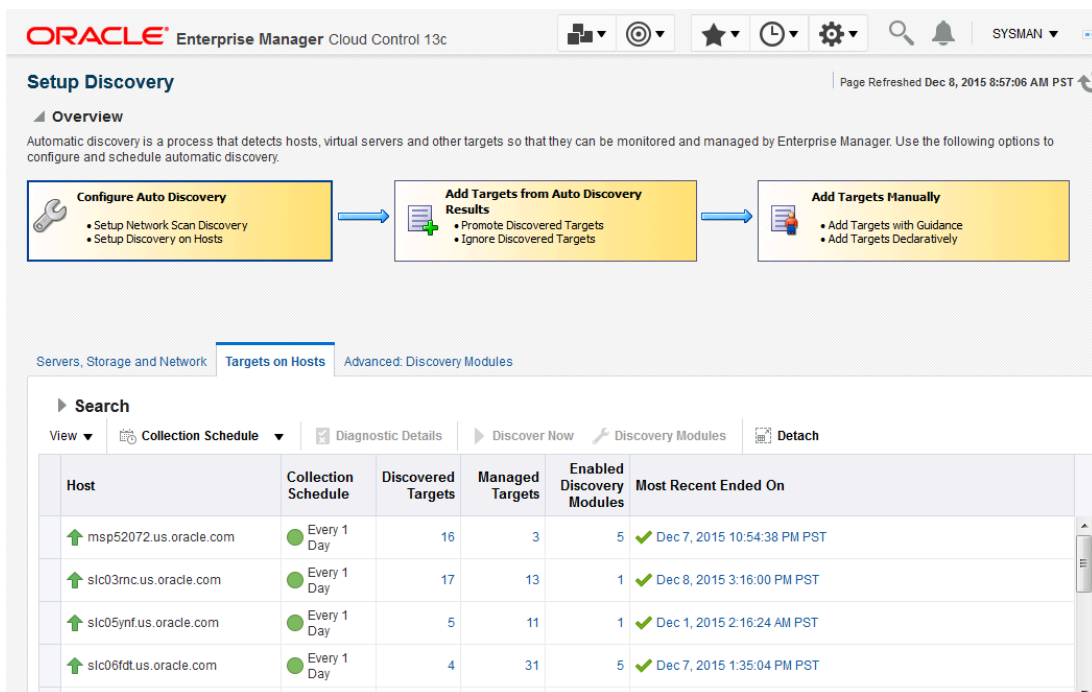 ORACLE Enterprise Manager Cloud Control 13c
SYSMAN
Setup Discovery
Page Refreshed Dec 8, 2015 8:57:06 AM PST
Overview
Automatic discovery is a process that detects hosts, virtual servers and other targets so that they can be monitored and managed by Enterprise Manager. Use the following options to
configure and schedule automatic discovery.
Configure Auto Discovery
• Setup Network Scan Discovery
• Setup Discovery on Hosts
Add Targets from Auto Discovery
Results
• Promote Discovered Targets
• Ignore Discovered Targets
Add Targets Manually
• Add Targets with Guidance
• Add Targets Declaratively
Servers, Storage and Network Targets on Hosts Advanced: Discovery Modules
Search
View Collection Schedule Diagnostic Details Discover Now Discovery Modules Detach
Host
Collection
Schedule
Discovered
Targets
Managed
Targets
Enabled
Discovery
Modules
Most Recent Ended On
msp52072.us.oracle.com Every 1 Day 16 3 5 Dec 7, 2015 10:54:38 PM PST
slc03rnc.us.oracle.com Every 1 Day 17 13 1 Dec 8, 2015 3:16:00 PM PST
slc05ynf.us.oracle.com Every 1 Day 5 11 1 Dec 1, 2015 2:16:24 AM PST
slc06fdt.us.oracle.com Every 1 Day 4 31 5 Dec 7, 2015 1:35:04 PM PST